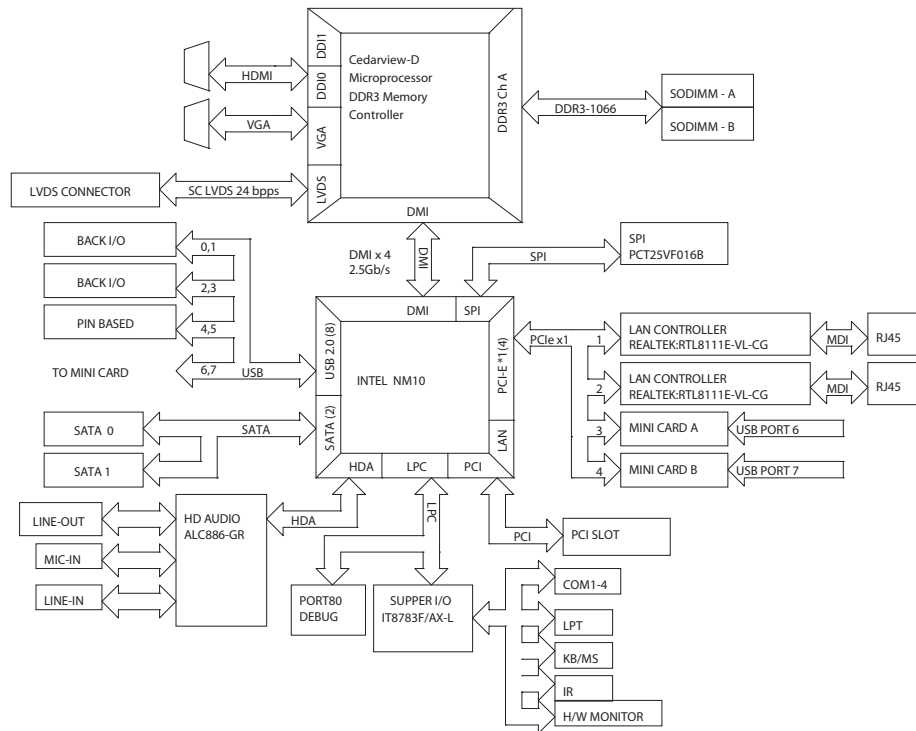 DDI1
DDI0
VGA
LVDS
Cedarview-D
Microprocessor
DDR3 Memory
Controller
DDR3 Ch A
DMI
HDMI
VGA
DDR3-1066
SODIMM - A
SODIMM - B
LVDS CONNECTOR
SC LVDS 24 bpps
BACK I/O
0,1
BACK I/O
2,3
PIN BASED
4,5
TO MINI CARD
6,7
USB
DMI x 4
2.5Gb/s
DMI
SPI
SPI
PCT25VF016B
DMI
SPI
USB 2.0 (8)
SATA (2)
INTEL NM10
PCI-E *1(4)
LAN
HDA
LPC
PCI
PCIe x1
1
LAN CONTROLLER
REALTEK:RTL8111E-VL-CG
MDI
RJ45
2
LAN CONTROLLER
REALTEK:RTL8111E-VL-CG
MDI
RJ45
3
MINI CARD A
USB PORT 6
4
MINI CARD B
USB PORT 7
SATA 0
SATA
SATA 1
LINE-OUT
MIC-IN
LINE-IN
HD AUDIO
ALC886-GR
HDA
LPC
PCI
PCI SLOT
PORT80
DEBUG
SUPPER I/O
IT8783F/AX-L
COM1-4
LPT
KB/MS
IR
H/W MONITOR